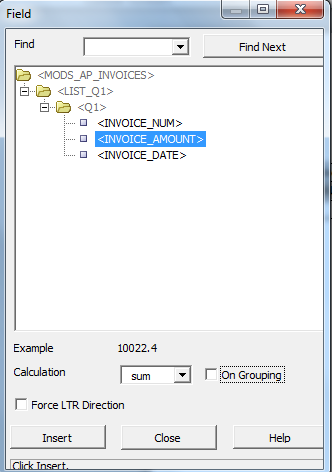 Field
Find
Find Next
<MODS_AP_INVOICES>
<LIST_Q1>
<Q1>
<INVOICE_NUM>
<INVOICE_AMOUNT>
<INVOICE_DATE>
Example 10022.4
Calculation sum On Grouping
Force LTR Direction
Insert Close Help
Click Insert.